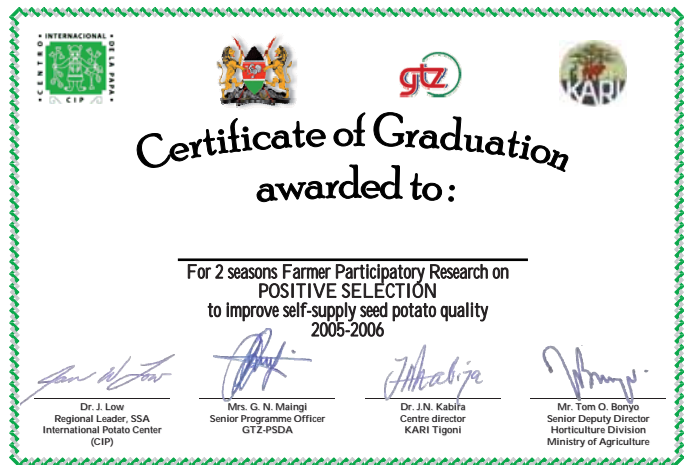 CENTRO INTERNACIONAL DE LA PAPA
CIP
gtz
KARI
Certificate of Graduation
awarded to:
For 2 seasons Farmer Participatory Research on
POSITIVE SELECTION
to improve self-supply seed potato quality
2005-2006
Jan W Low
JNKabira
Dr. J. Low
Regional Leader, SSA
International Potato Center
(CIP)
Mrs. G. N. Maingi
Senior Programme Officer
GTZ-PSDA
Dr. J.N. Kabira
Centre director
KARI Tigoni
Mr. Tom O. Bonyo
Senior Deputy Director
Horticulture Division
Ministry of Agriculture